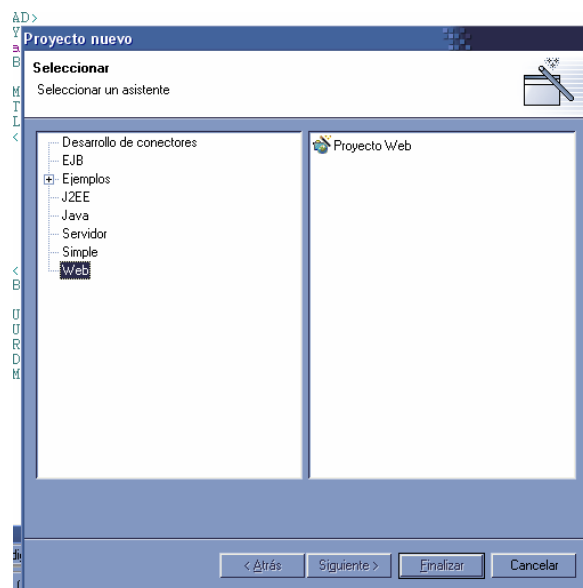 AD>
Y
Proyecto nuevo
B
Seleccionar
Seleccionar un asistente
M
T
L
<
Desarrollo de conectores
EJB
Ejemplos
J2EE
Java
Servidor
Simple
Web
Proyecto Web
<
B
U
U
R
D
M
< Atrás
Siguiente >
Finalizar
Cancelar